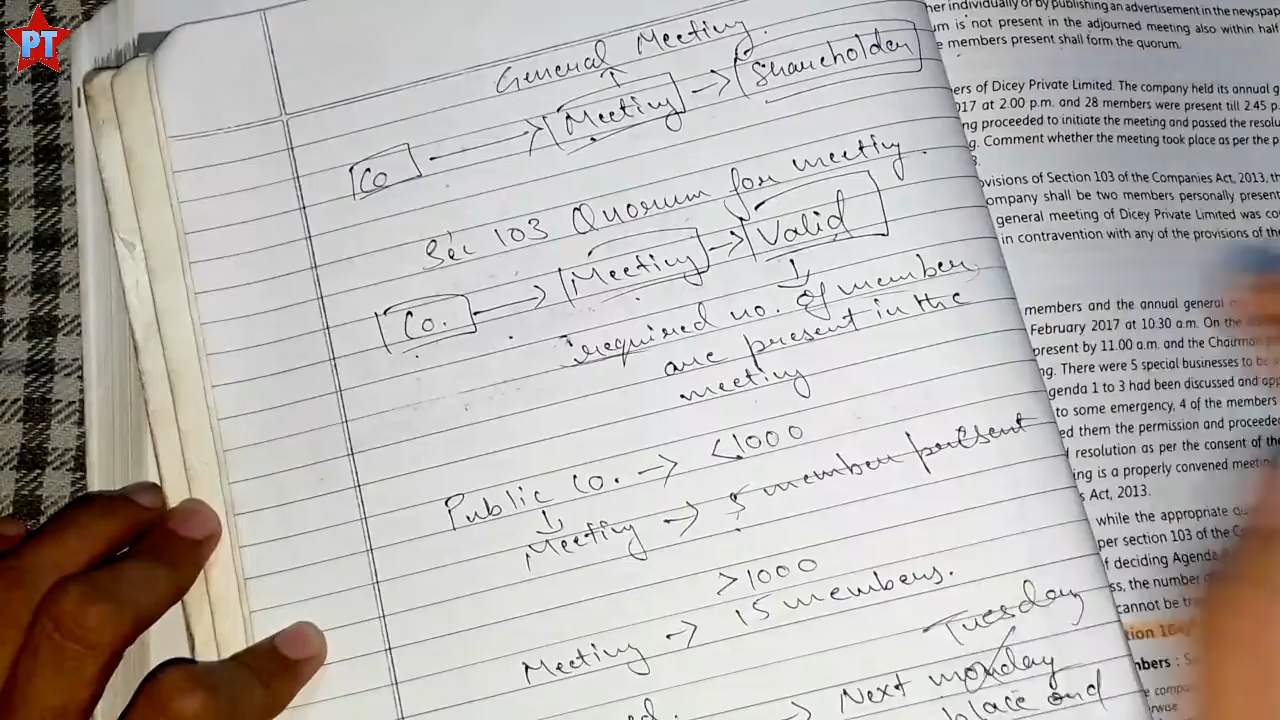 PT
General Meeting.
Co → Meeting → Shareholder
Sec 103 Quorum for meeting.
Co. → Meeting → Valid
required no. of member
are present in the
meeting
Public Co. → <1000
Meeting → 5 member present
>1000
Meeting → 15 members.
Tuesday
Next monday
place and
her individually or by publishing an advertisement in the newspap
um is not present in the adjourned meeting also within half
e members present shall form the quorum.
ers of Dicey Private Limited. The company held its annual g
017 at 2.00 p.m. and 28 members were present till 2.45 p.
ng proceeded to initiate the meeting and passed the resolu
g. Comment whether the meeting took place as per the p
3.
ovisions of Section 103 of the Companies Act, 2013, th
ompany shall be two members personally present
general meeting of Dicey Private Limited was co
in contravention with any of the provisions of the
members and the annual general
February 2017 at 10:30 a.m. On the
present by 11.00 a.m. and the Chairman
ng. There were 5 special businesses to be
genda 1 to 3 had been discussed and app
to some emergency, 4 of the members
ed them the permission and proceede
resolution as per the consent of the
ing is a properly convened meeting
s Act, 2013.
while the appropriate qu
per section 103 of the Co
f deciding Agenda
ss, the number
cannot be tr
tion 10
mbers : S
e compa
rwise